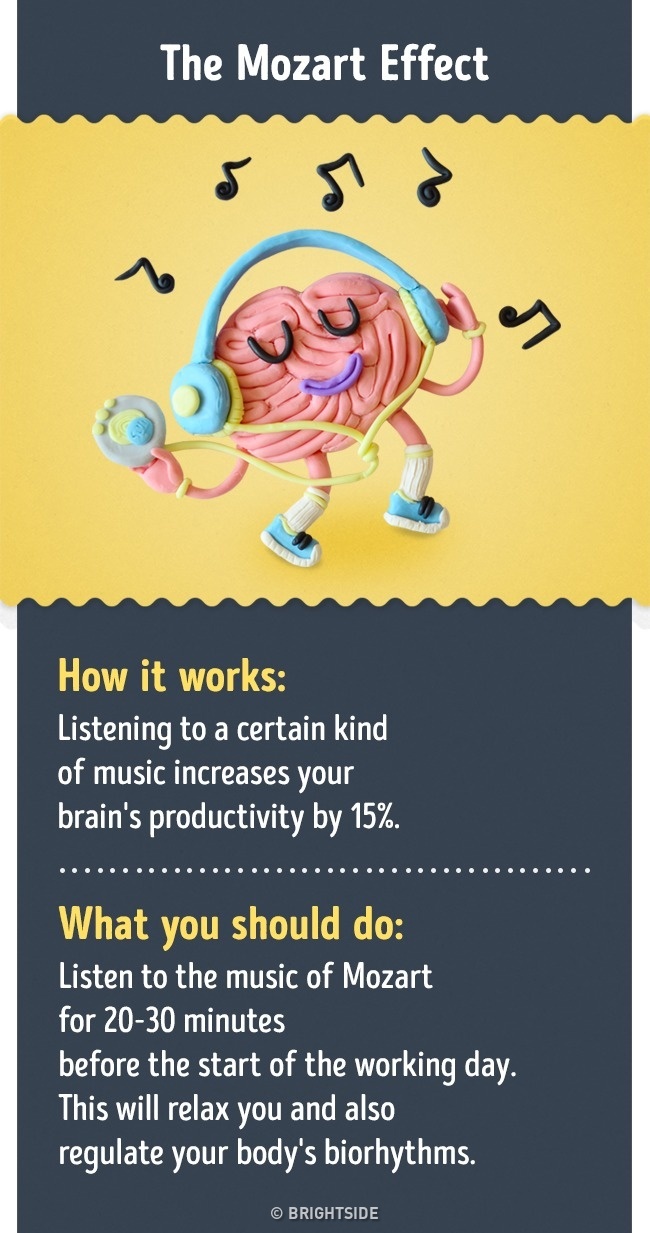 The Mozart Effect
How it works:
Listening to a certain kind
of music increases your
brain's productivity by 15%.
What you should do:
Listen to the music of Mozart
for 20-30 minutes
before the start of the working day.
This will relax you and also
regulate your body's biorhythms.
© BRIGHTSIDE